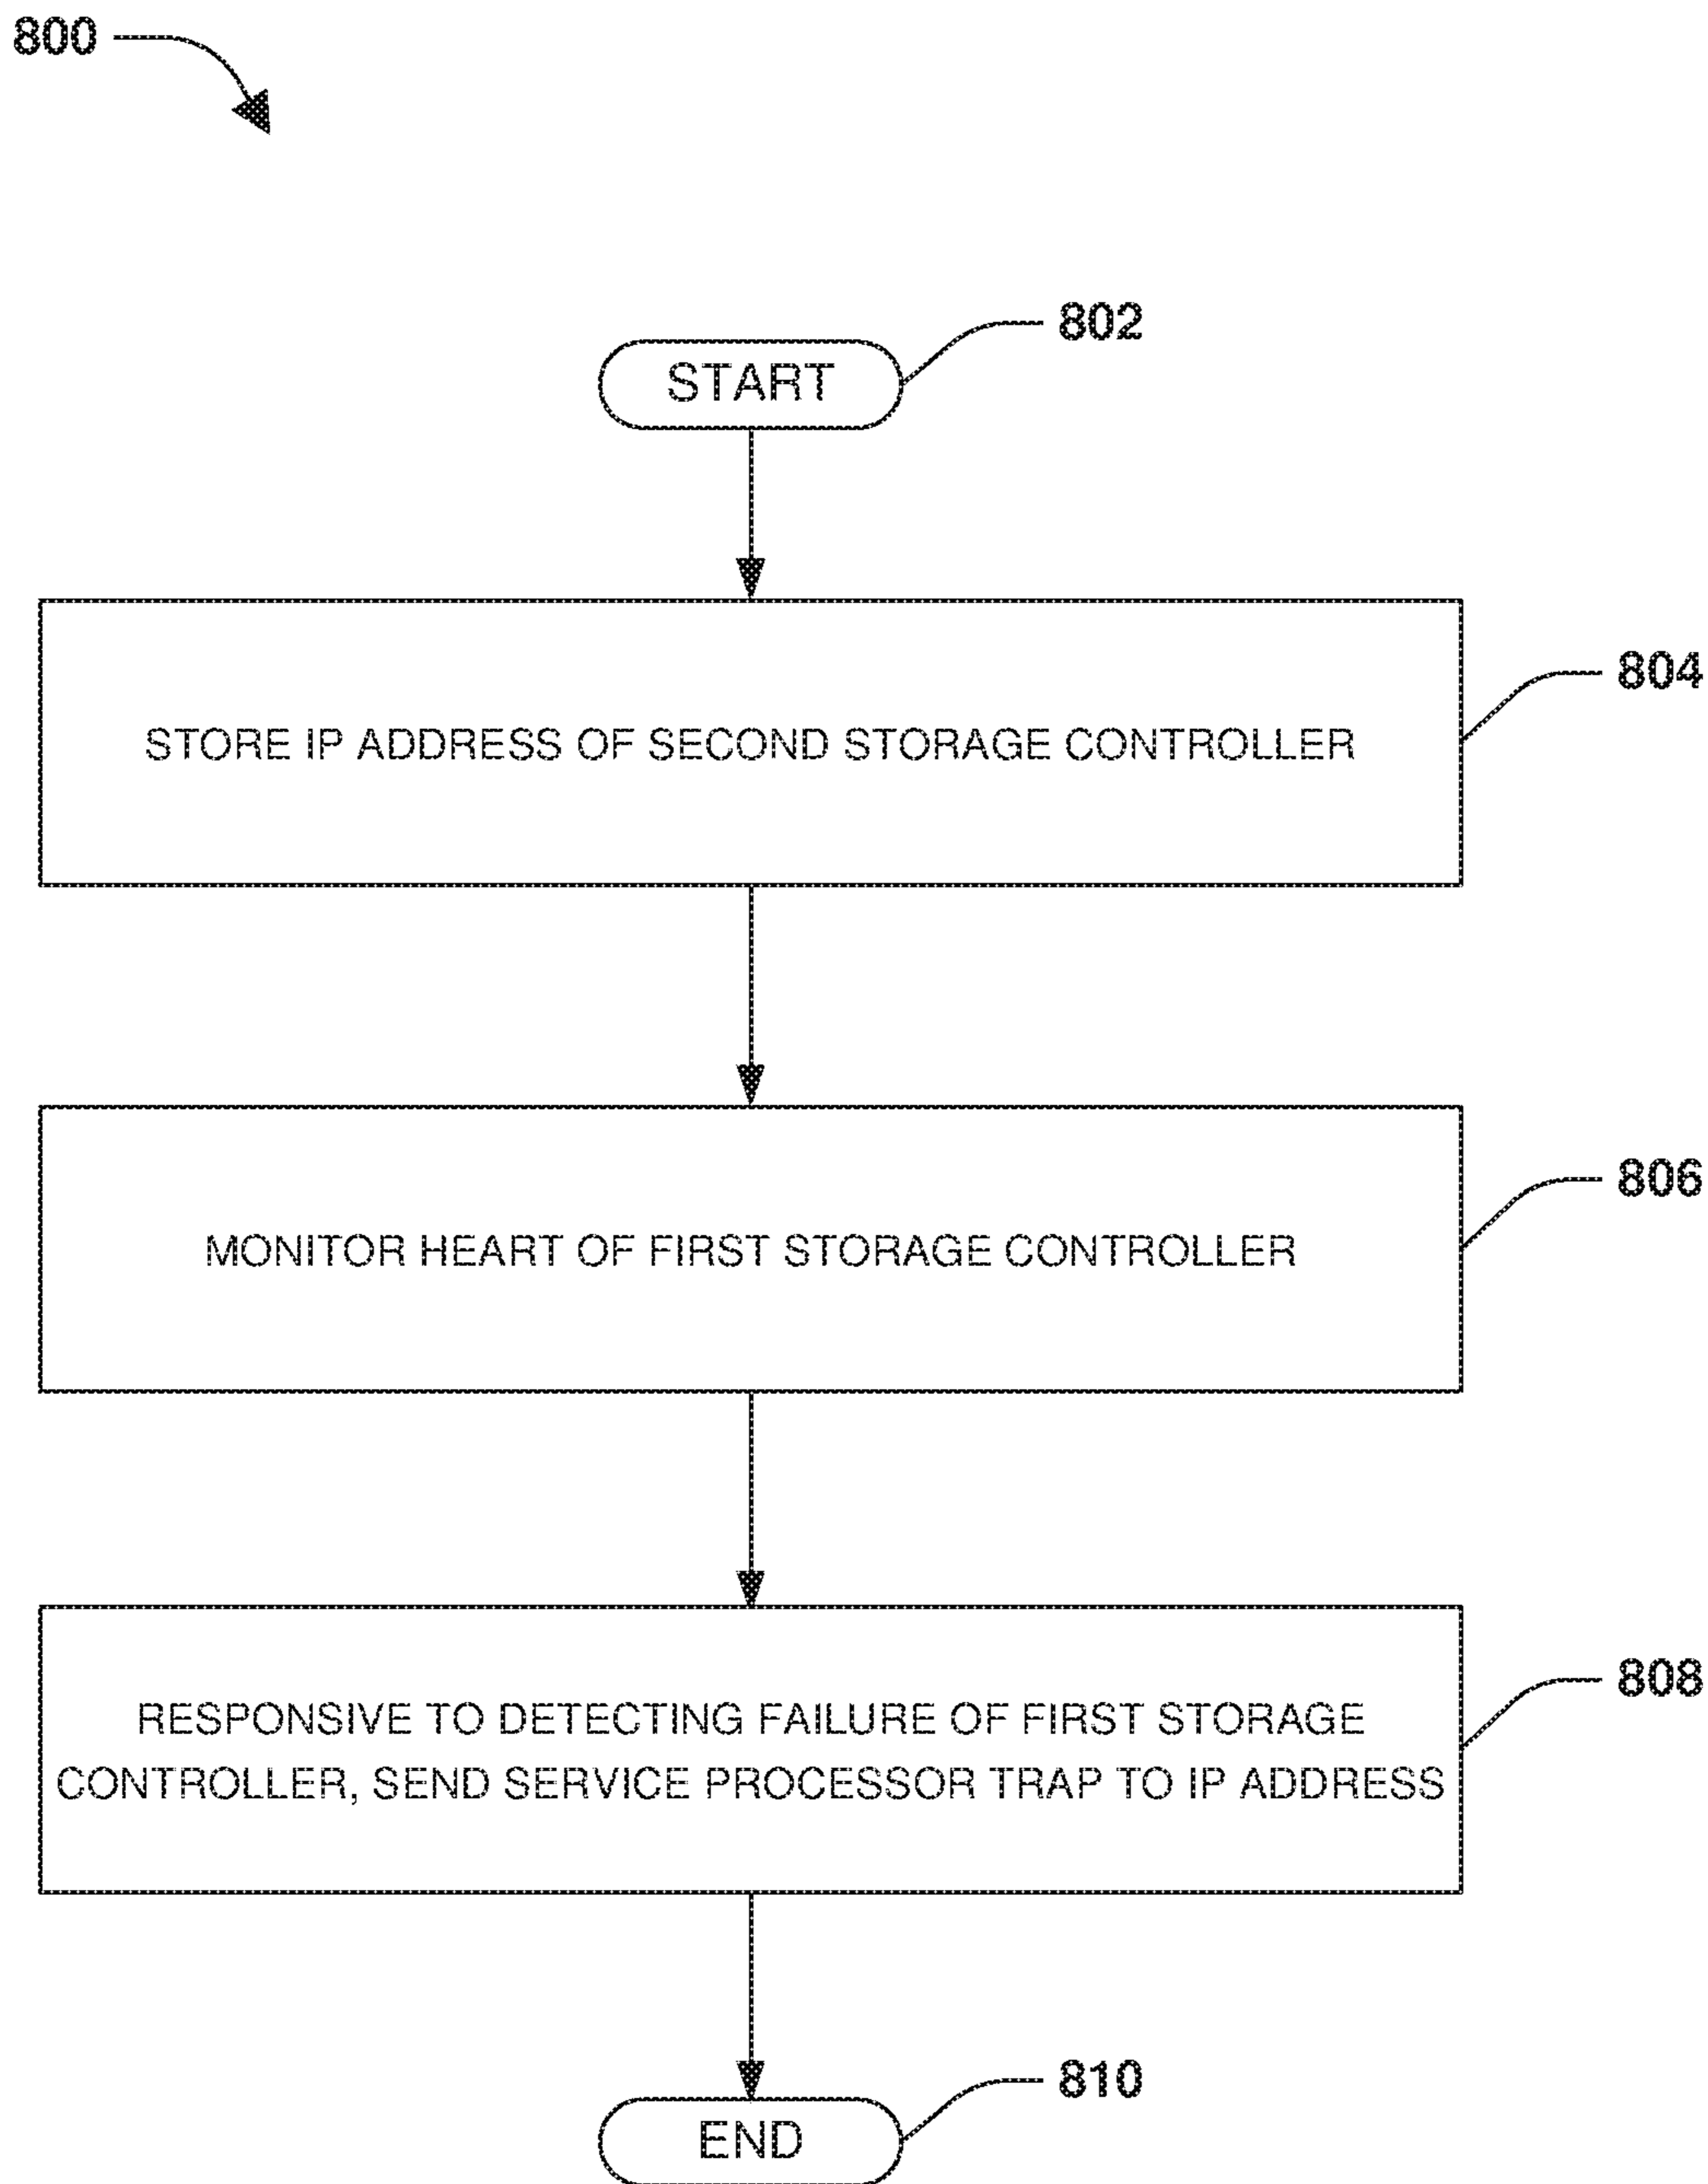 800
START
802
STORE IP ADDRESS OF SECOND STORAGE CONTROLLER
804
MONITOR HEART OF FIRST STORAGE CONTROLLER
806
RESPONSIVE TO DETECTING FAILURE OF FIRST STORAGE
CONTROLLER, SEND SERVICE PROCESSOR TRAP TO IP ADDRESS
808
END
810